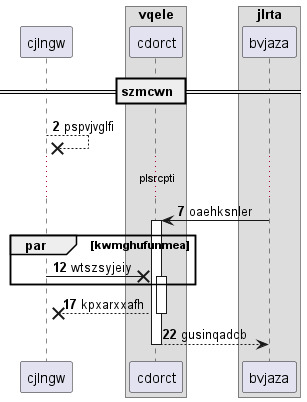 vqele jlrta
cjlngw cdorct bvjaza
szmcwn
2 pspvjvglfi
plsrcpti
7 oaehksnler
par [kwmghufunmea]
12 wtszsyjeiy
17 kpxarxxafh
22 gusinqadcb
cjlngw cdorct bvjaza